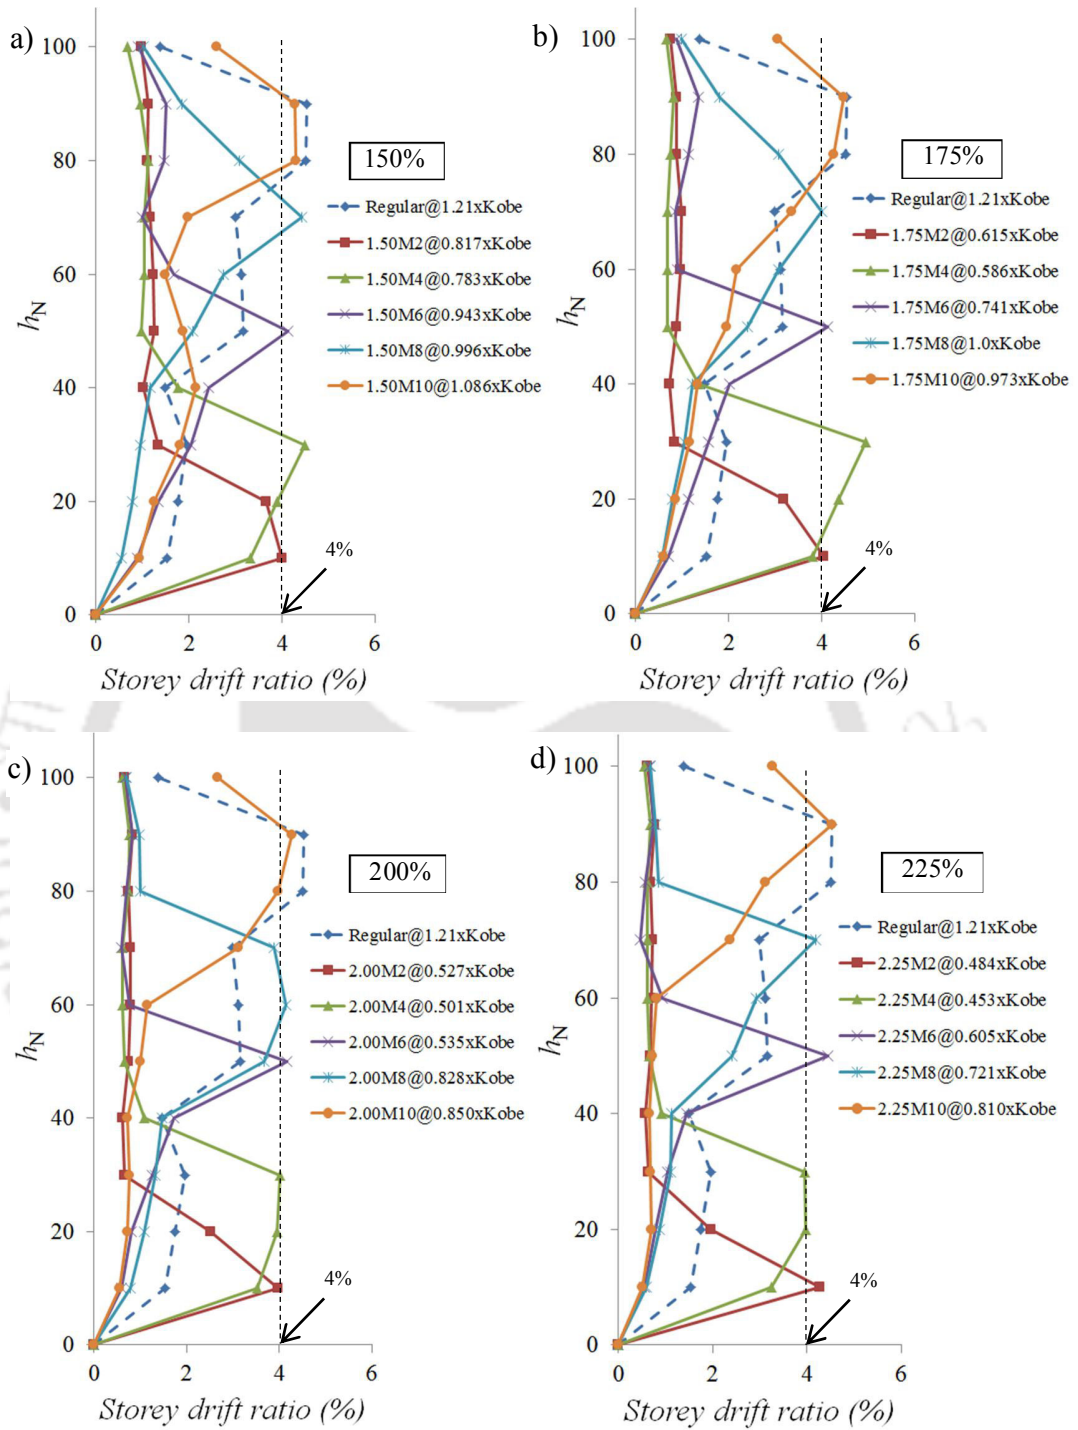 a)
100
80
60
40
20
0
hN
150%
Regular@1.21xKobe
1.50M2@0.817xKobe
1.50M4@0.783xKobe
1.50M6@0.943xKobe
1.50M8@0.996xKobe
1.50M10@1.086xKobe
4%
0 2 4 6
Storey drift ratio (%)
b)
100
80
60
40
20
0
hN
175%
Regular@1.21xKobe
1.75M2@0.615xKobe
1.75M4@0.586xKobe
1.75M6@0.741xKobe
1.75M8@1.0xKobe
1.75M10@0.973xKobe
4%
0 2 4 6
Storey drift ratio (%)
c)
100
80
60
40
20
0
hN
200%
Regular@1.21xKobe
2.00M2@0.527xKobe
2.00M4@0.501xKobe
2.00M6@0.535xKobe
2.00M8@0.828xKobe
2.00M10@0.850xKobe
4%
0 2 4 6
Storey drift ratio (%)
d)
100
80
60
40
20
0
hN
225%
Regular@1.21xKobe
2.25M2@0.484xKobe
2.25M4@0.453xKobe
2.25M6@0.605xKobe
2.25M8@0.721xKobe
2.25M10@0.810xKobe
4%
0 2 4 6
Storey drift ratio (%)